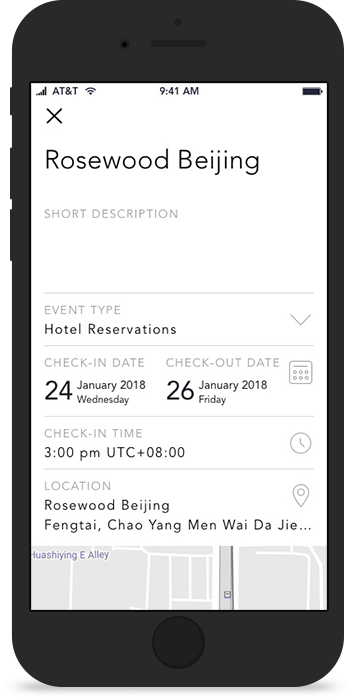 AT&T 9:41 AM
Rosewood Beijing
SHORT DESCRIPTION
EVENT TYPE
Hotel Reservations
CHECK-IN DATE CHECK-OUT DATE
24 January 2018 Wednesday 26 January 2018 Friday
CHECK-IN TIME
3:00 pm UTC+08:00
LOCATION
Rosewood Beijing
Fengtai, Chao Yang Men Wai Da Jie...
Huashiying E Alley